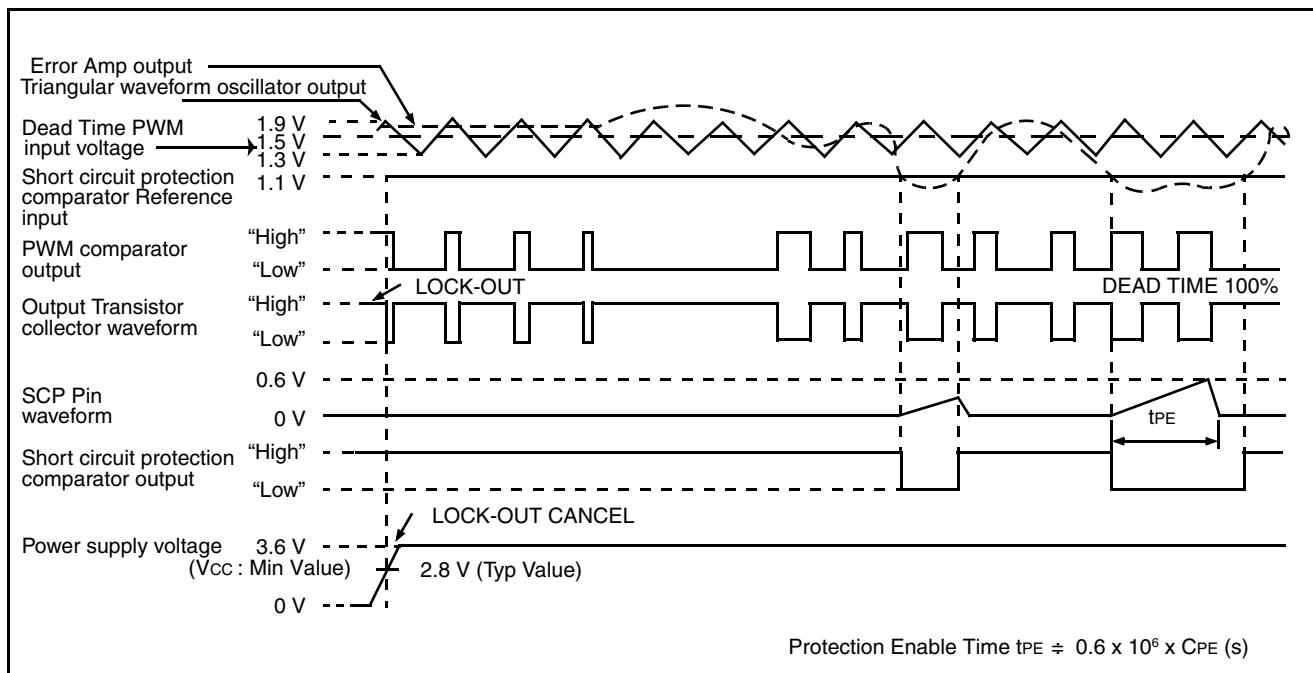 Error Amp output
Triangular waveform oscillator output
Dead Time PWM
input voltage
1.9 V
1.5 V
1.3 V
Short circuit protection
comparator Reference
input
1.1 V
PWM comparator
output
“High”
“Low”
LOCK-OUT
DEAD TIME 100%
Output Transistor
collector waveform
“High”
“Low”
SCP Pin
waveform
0.6 V
0 V
tPE
Short circuit protection
comparator output
“High”
“Low”
LOCK-OUT CANCEL
Power supply voltage
3.6 V
(VCC : Min Value)
2.8 V (Typ Value)
0 V
Protection Enable Time tPE ≑ 0.6 x 10⁶ x CPE (s)